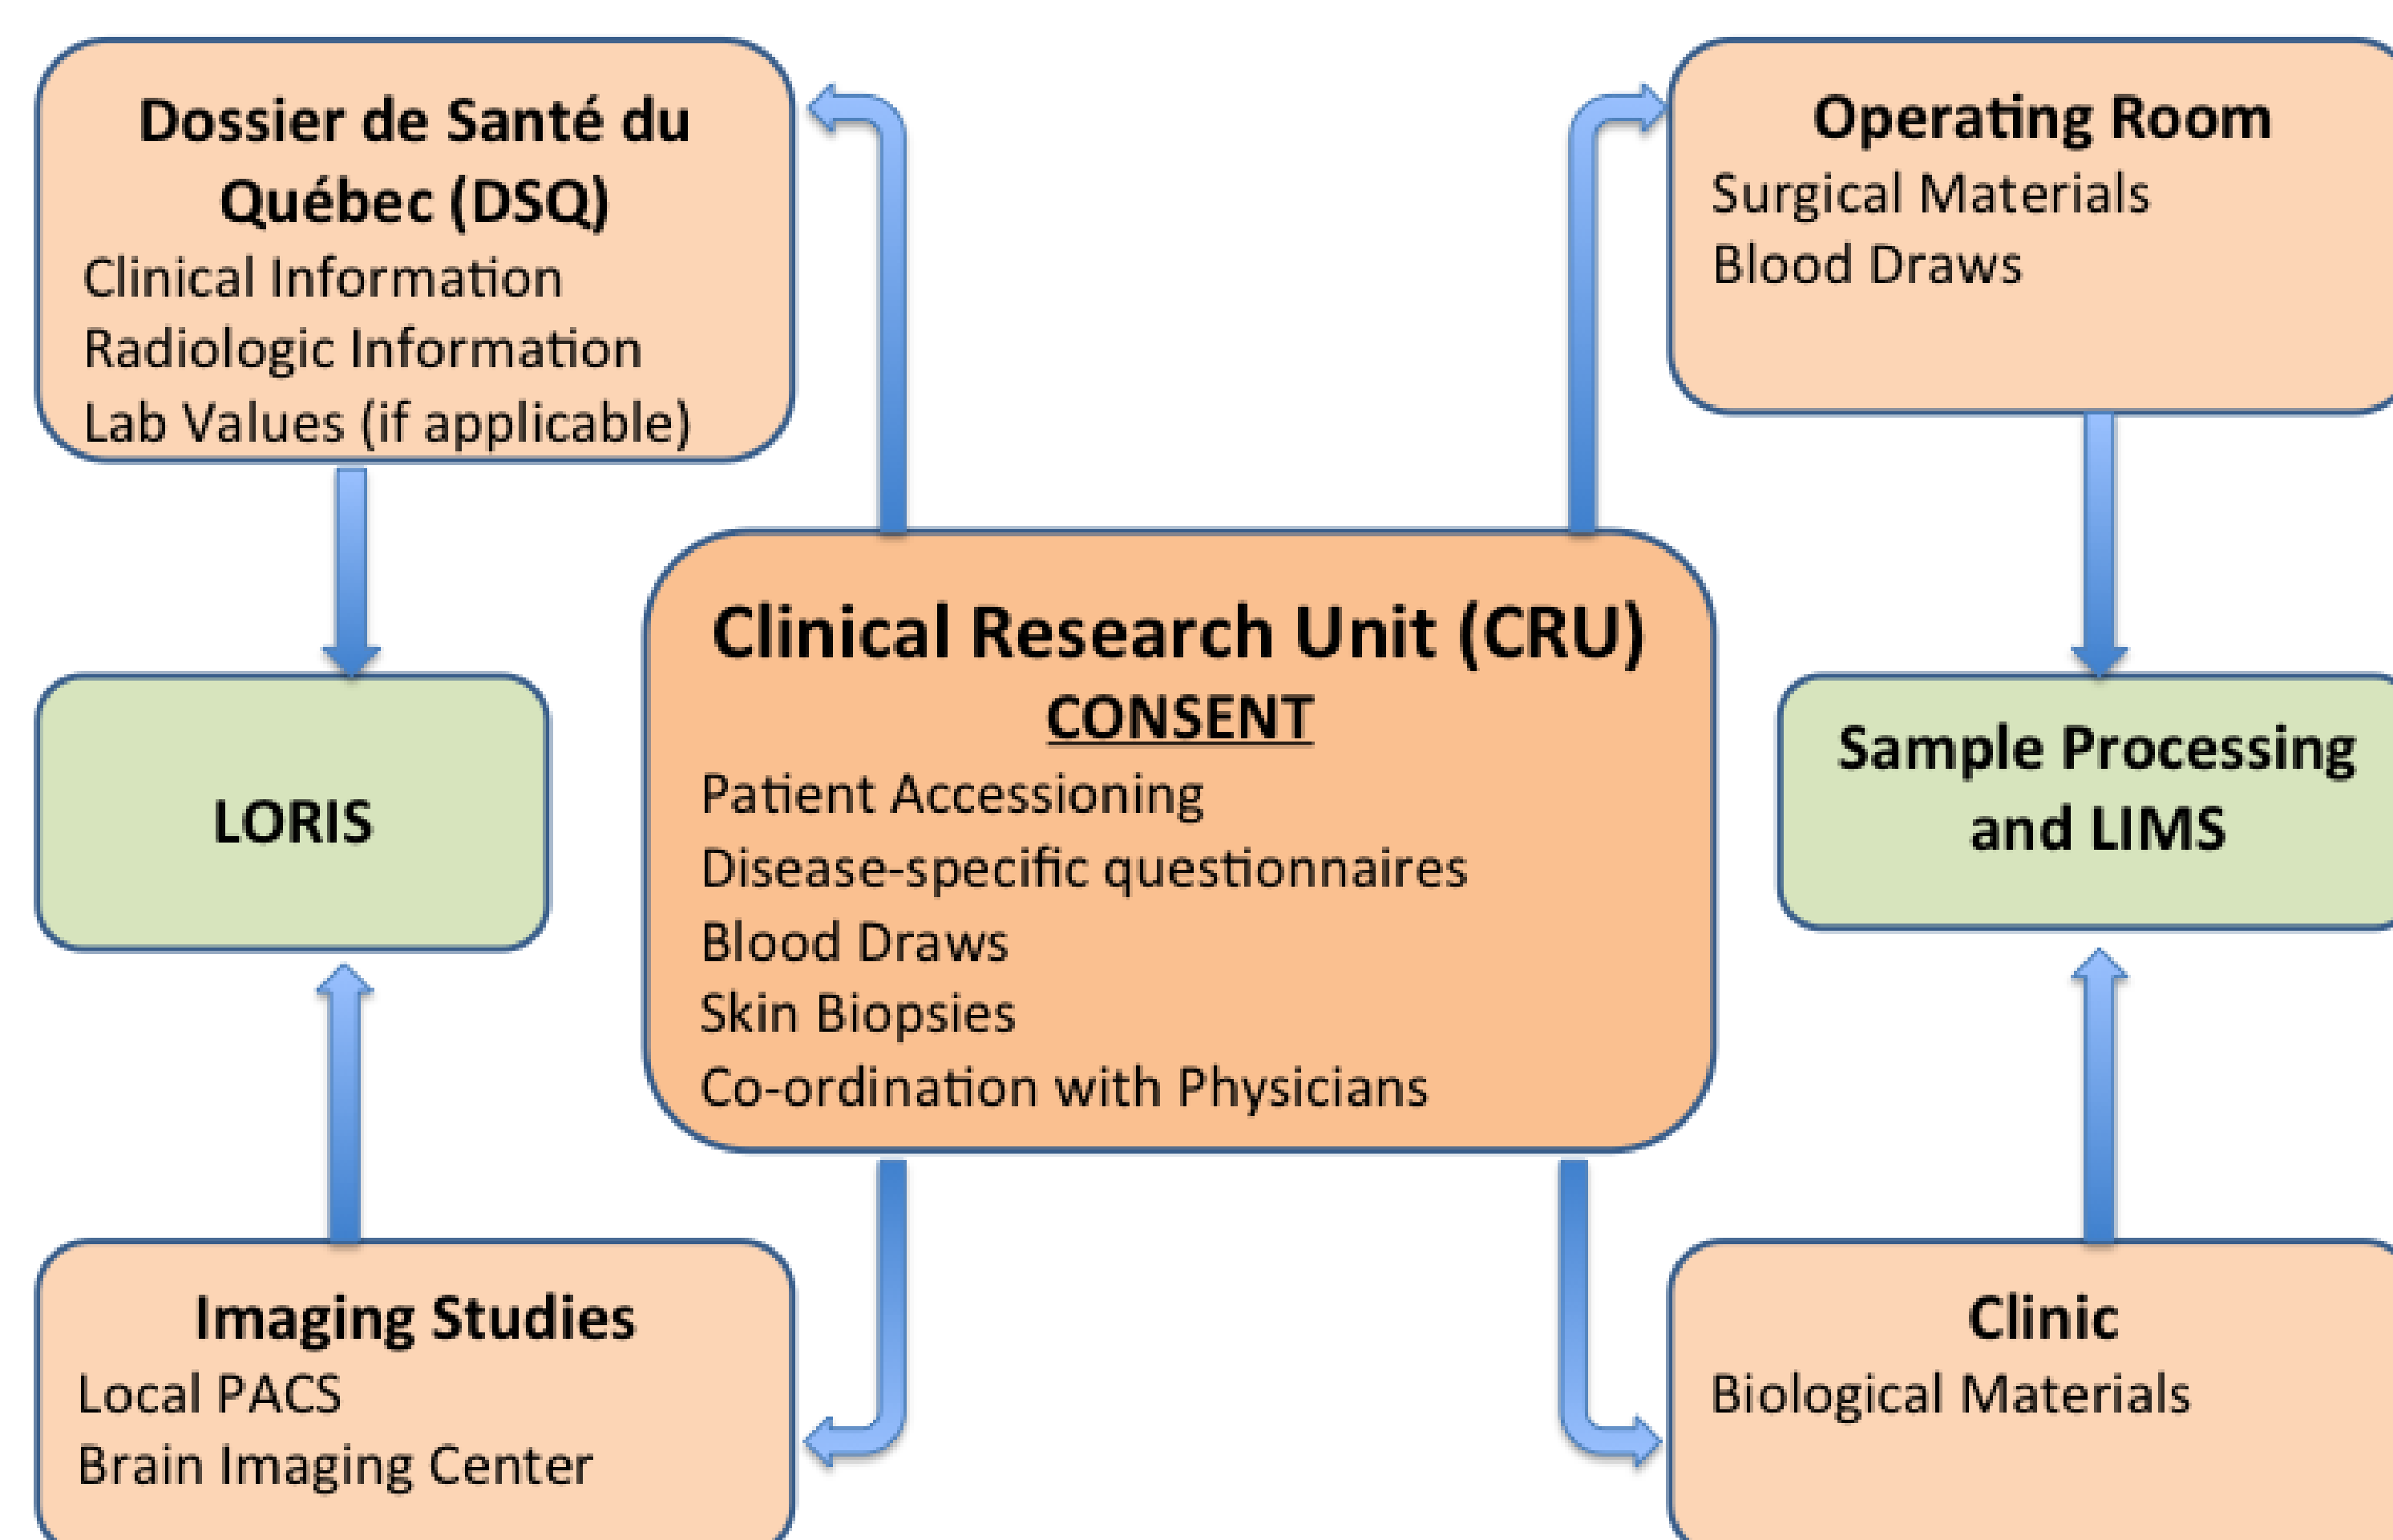 Dossier de Santé du
Québec (DSQ)
Clinical Information
Radiologic Information
Lab Values (if applicable)
Operating Room
Surgical Materials
Blood Draws
LORIS
Clinical Research Unit (CRU)
CONSENT
Patient Accessioning
Disease-specific questionnaires
Blood Draws
Skin Biopsies
Co-ordination with Physicians
Sample Processing
and LIMS
Imaging Studies
Local PACS
Brain Imaging Center
Clinic
Biological Materials